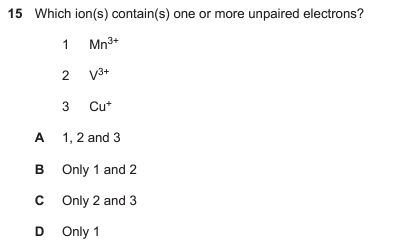 15 Which ion(s) contain(s) one or more unpaired electrons?
1 Mn³⁺
2 V³⁺
3 Cu⁺
A 1, 2 and 3
B Only 1 and 2
C Only 2 and 3
D Only 1